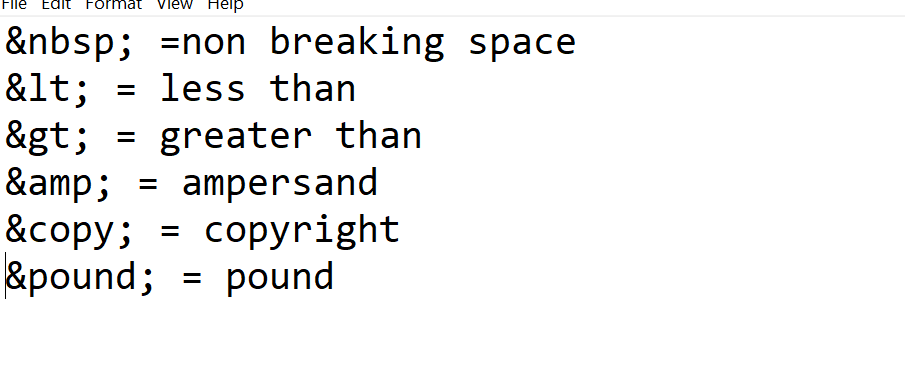 File Edit Format View Help
&nbsp; =non breaking space
&lt; = less than
&gt; = greater than
&amp; = ampersand
&copy; = copyright
&pound; = pound